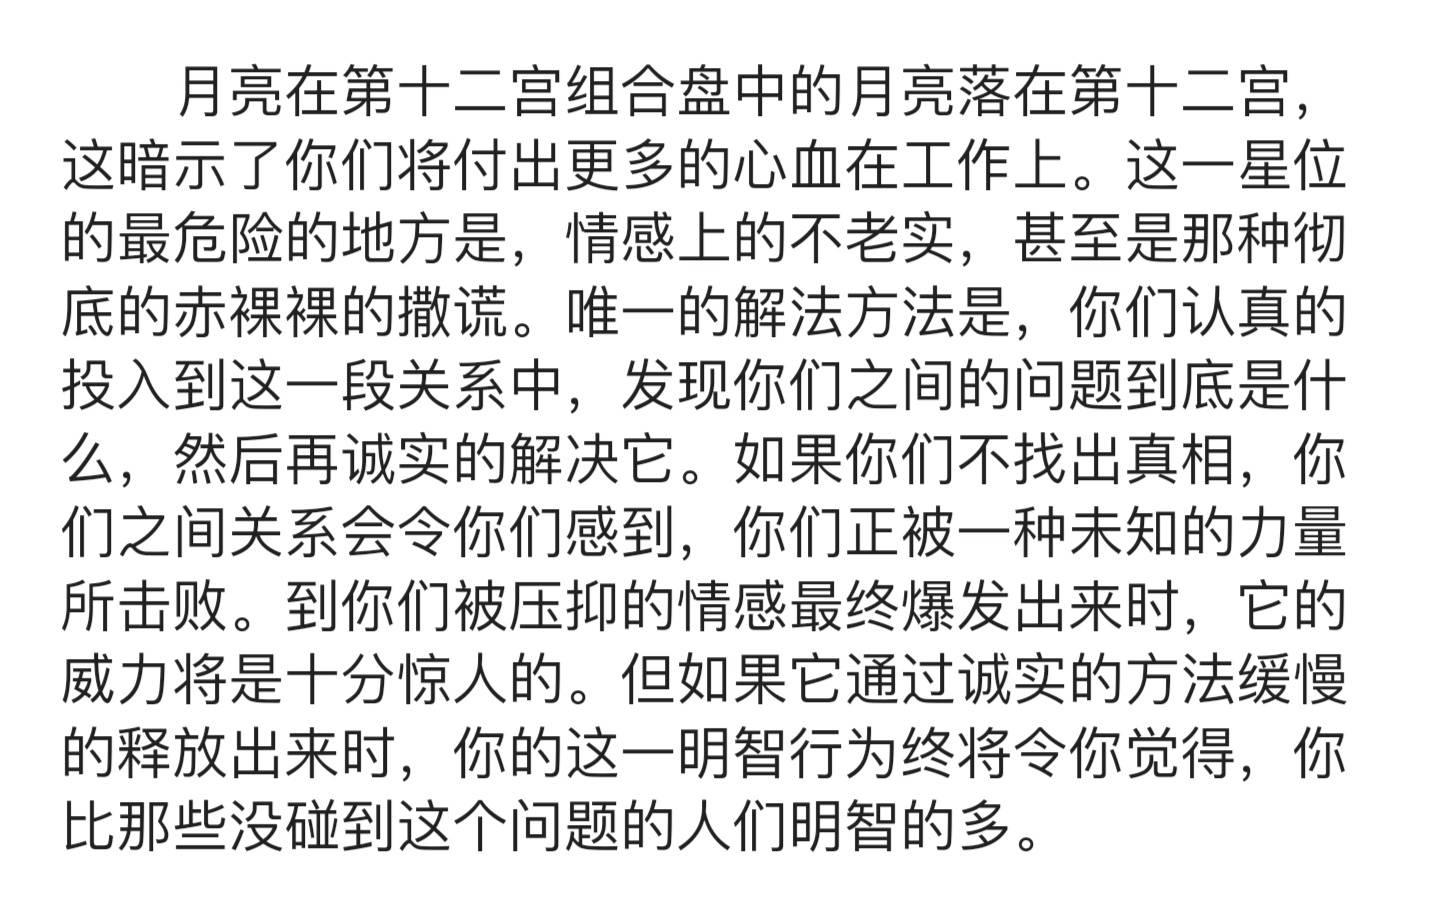 月亮在第十二宫组合盘中的月亮落在第十二宫，
这暗示了你们将付出更多的心血在工作上。这一星位
的最危险的地方是，情感上的不老实，甚至是那种彻
底的赤裸裸的撒谎。唯一的解法方法是，你们认真的
投入到这一段关系中，发现你们之间的问题到底是什
么，然后再诚实的解决它。如果你们不找出真相，你
们之间关系会令你们感到，你们正被一种未知的力量
所击败。到你们被压抑的情感最终爆发出来时，它的
威力将是十分惊人的。但如果它通过诚实的方法缓慢
的释放出来时，你的这一明智行为终将令你觉得，你
比那些没碰到这个问题的人们明智的多。